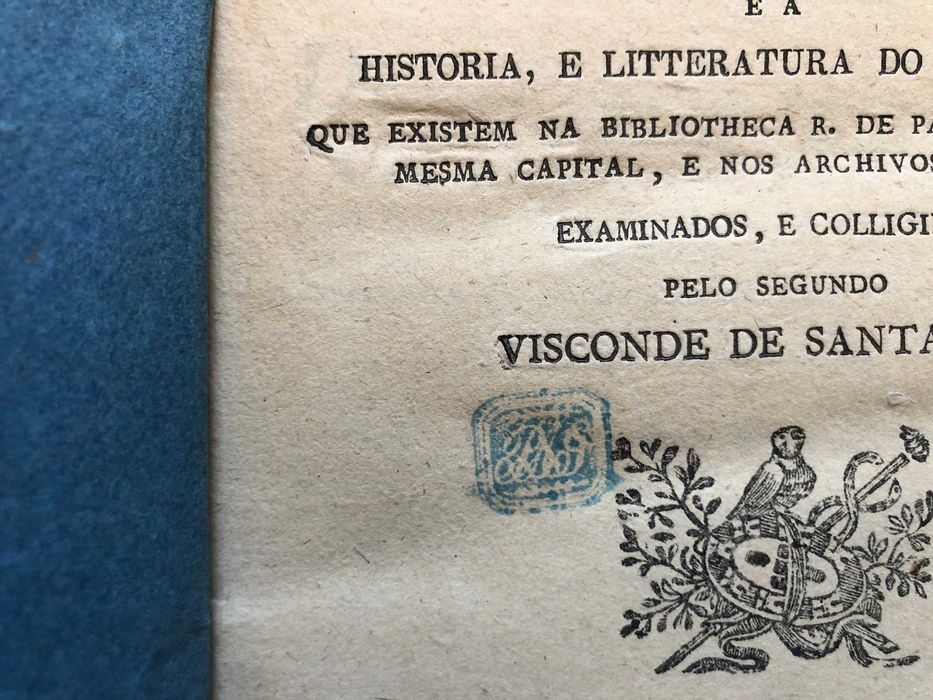 E A
HISTORIA, E LITTERATURA DO
QUE EXISTEM NA BIBLIOTHECA R. DE PA
MESMA CAPITAL, E NOS ARCHIVOS
EXAMINADOS, E COLLIGI
PELO SEGUNDO
VISCONDE DE SANTA